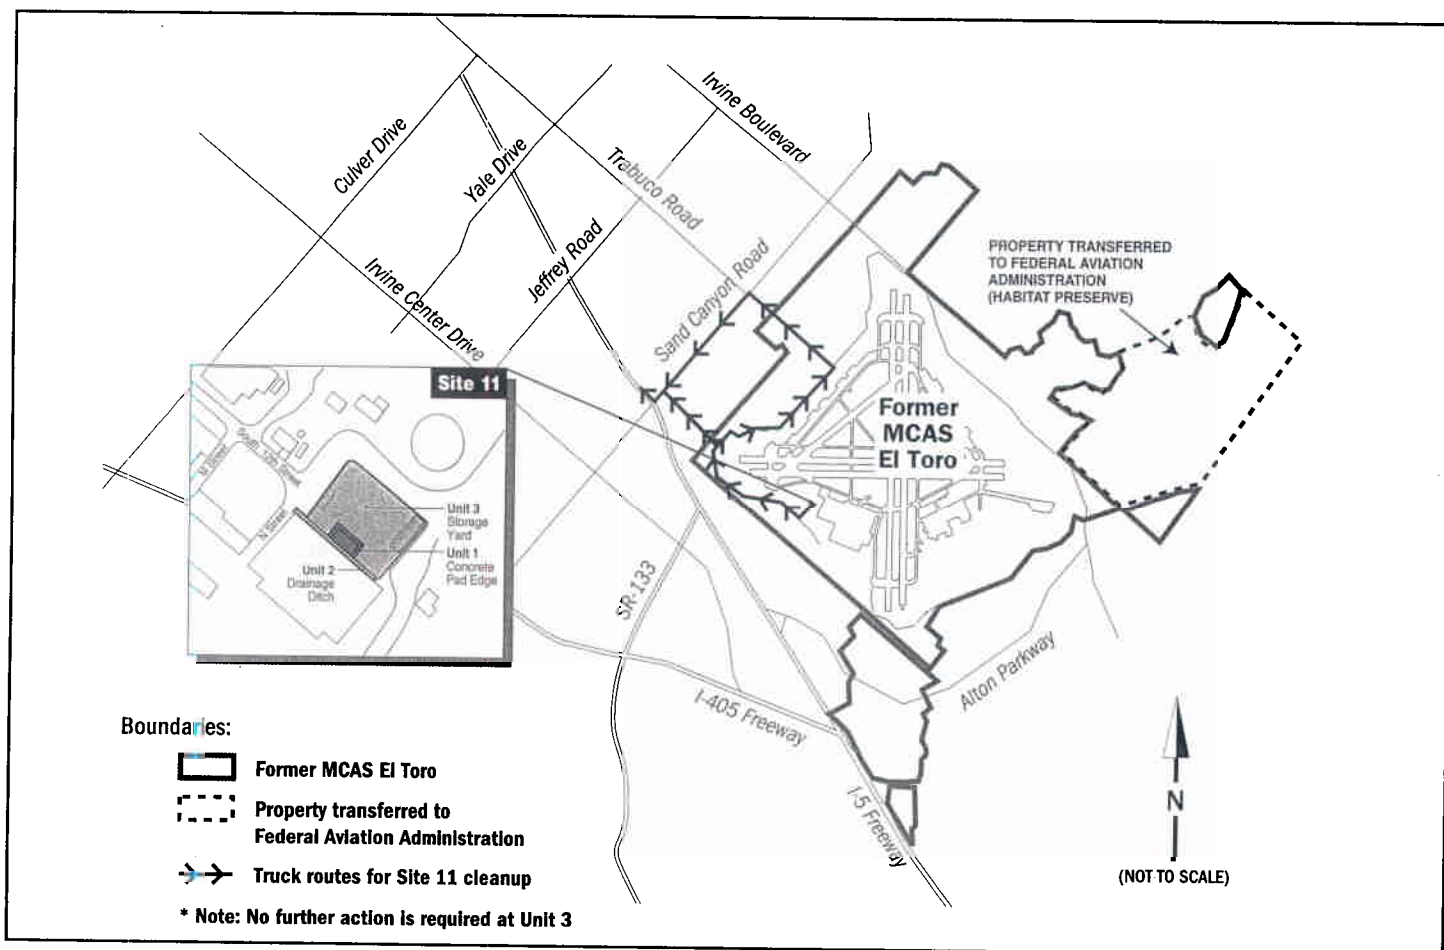 Irvine Boulevard
Culver Drive
Yale Drive
Trabuco Road
Jeffrey Road
Sand Canyon Road
Irvine Center Drive
PROPERTY TRANSFERRED
TO FEDERAL AVIATION
ADMINISTRATION
(HABITAT PRESERVE)
Former
MCAS
El Toro
Site 11
South 10th Street
N Street
N Street
Unit 3
Storage
Yard
Unit 1
Concrete
Pad Edge
Unit 2
Drainage
Ditch
SR-133
I-405 Freeway
Alton Parkway
I-5 Freeway
N
(NOT TO SCALE)
Boundaries:
Former MCAS El Toro
Property transferred to
Federal Aviation Administration
Truck routes for Site 11 cleanup
* Note: No further action is required at Unit 3